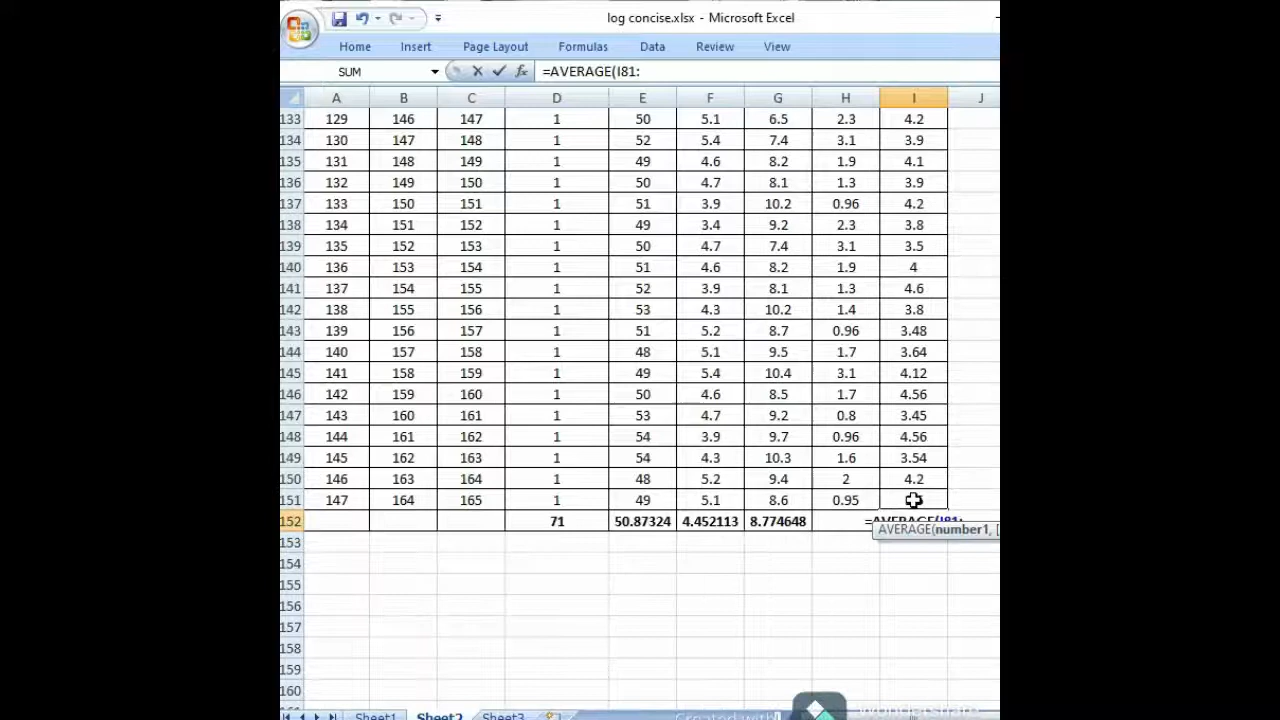 log concise.xlsx - Microsoft Excel
Home Insert Page Layout Formulas Data Review View
SUM fx =AVERAGE(I81:
A B C D E F G H I J
133 129 146 147 1 50 5.1 6.5 2.3 4.2
134 130 147 148 1 52 5.4 7.4 3.1 3.9
135 131 148 149 1 49 4.6 8.2 1.9 4.1
136 132 149 150 1 50 4.7 8.1 1.3 3.9
137 133 150 151 1 51 3.9 10.2 0.96 4.2
138 134 151 152 1 49 3.4 9.2 2.3 3.8
139 135 152 153 1 50 4.7 7.4 3.1 3.5
140 136 153 154 1 51 4.6 8.2 1.9 4
141 137 154 155 1 52 3.9 8.1 1.3 4.6
142 138 155 156 1 53 4.3 10.2 1.4 3.8
143 139 156 157 1 51 5.2 8.7 0.96 3.48
144 140 157 158 1 48 5.1 9.5 1.7 3.64
145 141 158 159 1 49 5.4 10.4 3.1 4.12
146 142 159 160 1 50 4.6 8.5 1.7 4.56
147 143 160 161 1 53 4.7 9.2 0.8 3.45
148 144 161 162 1 54 3.9 9.7 0.96 4.56
149 145 162 163 1 54 4.3 10.3 1.6 3.54
150 146 163 164 1 48 5.2 9.4 2 4.2
151 147 164 165 1 49 5.1 8.6 0.95
152 71 50.87324 4.452113 8.774648 =AVERAGE(I81:
AVERAGE(number1, [
153
154
155
156
157
158
159
160
Sheet1 Sheet2 Sheet3 Created with